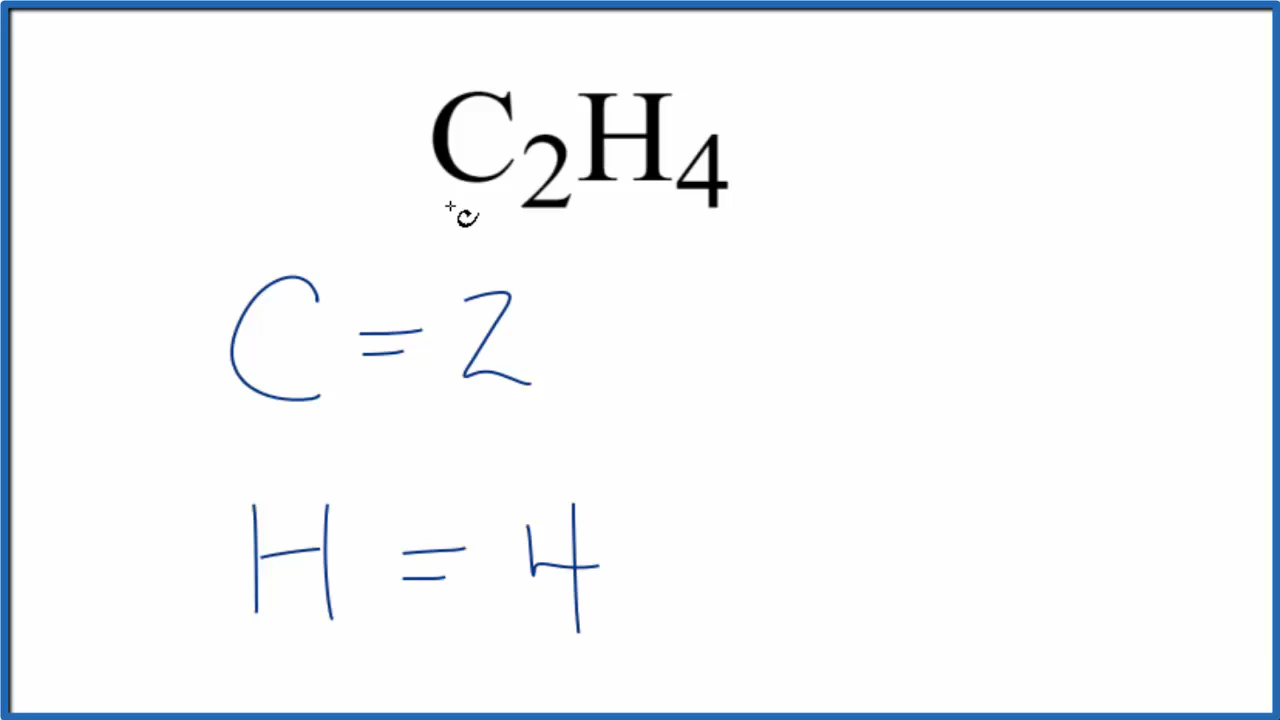 C₂H₄
C = 2
H = 4